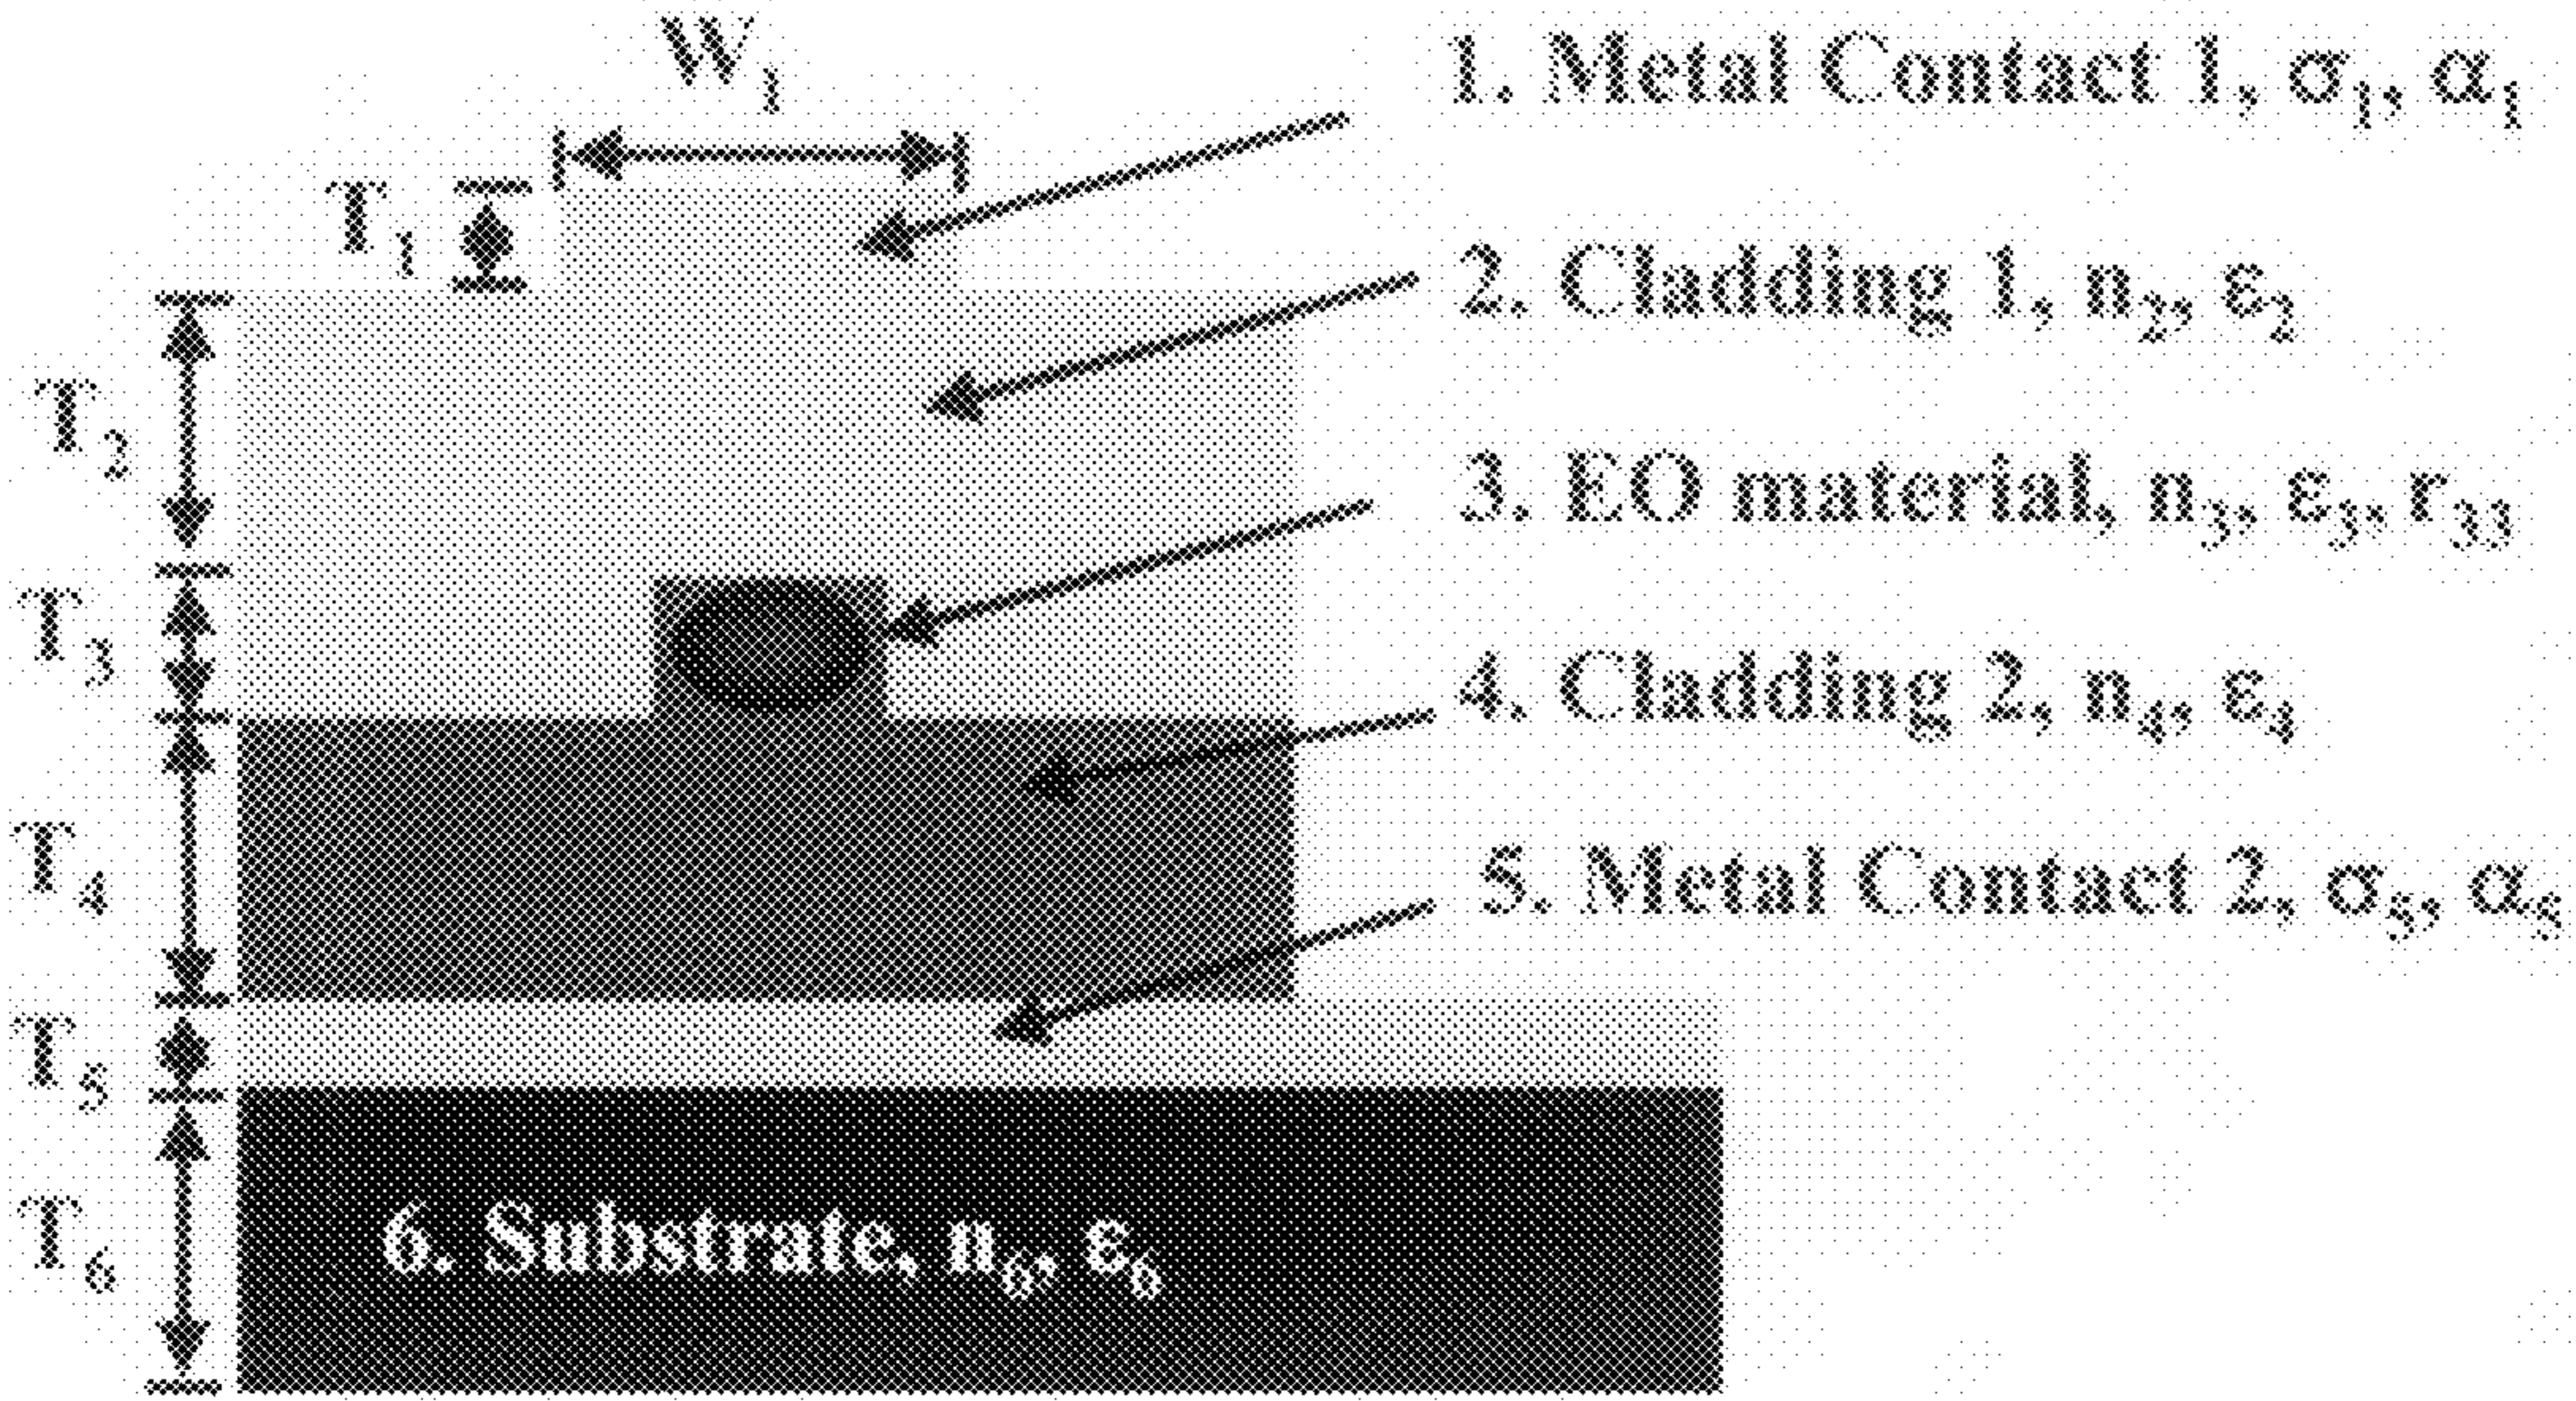 W₁
1. Metal Contact 1, σ₁, α₁
T₁
2. Cladding 1, n₂, ε₂
T₂
3. EO material, n₃, ε₃, r₃₃
T₃
4. Cladding 2, n₄, ε₄
T₄
5. Metal Contact 2, σ₅, α₅
T₅
6. Substrate, n₆, ε₆
T₆